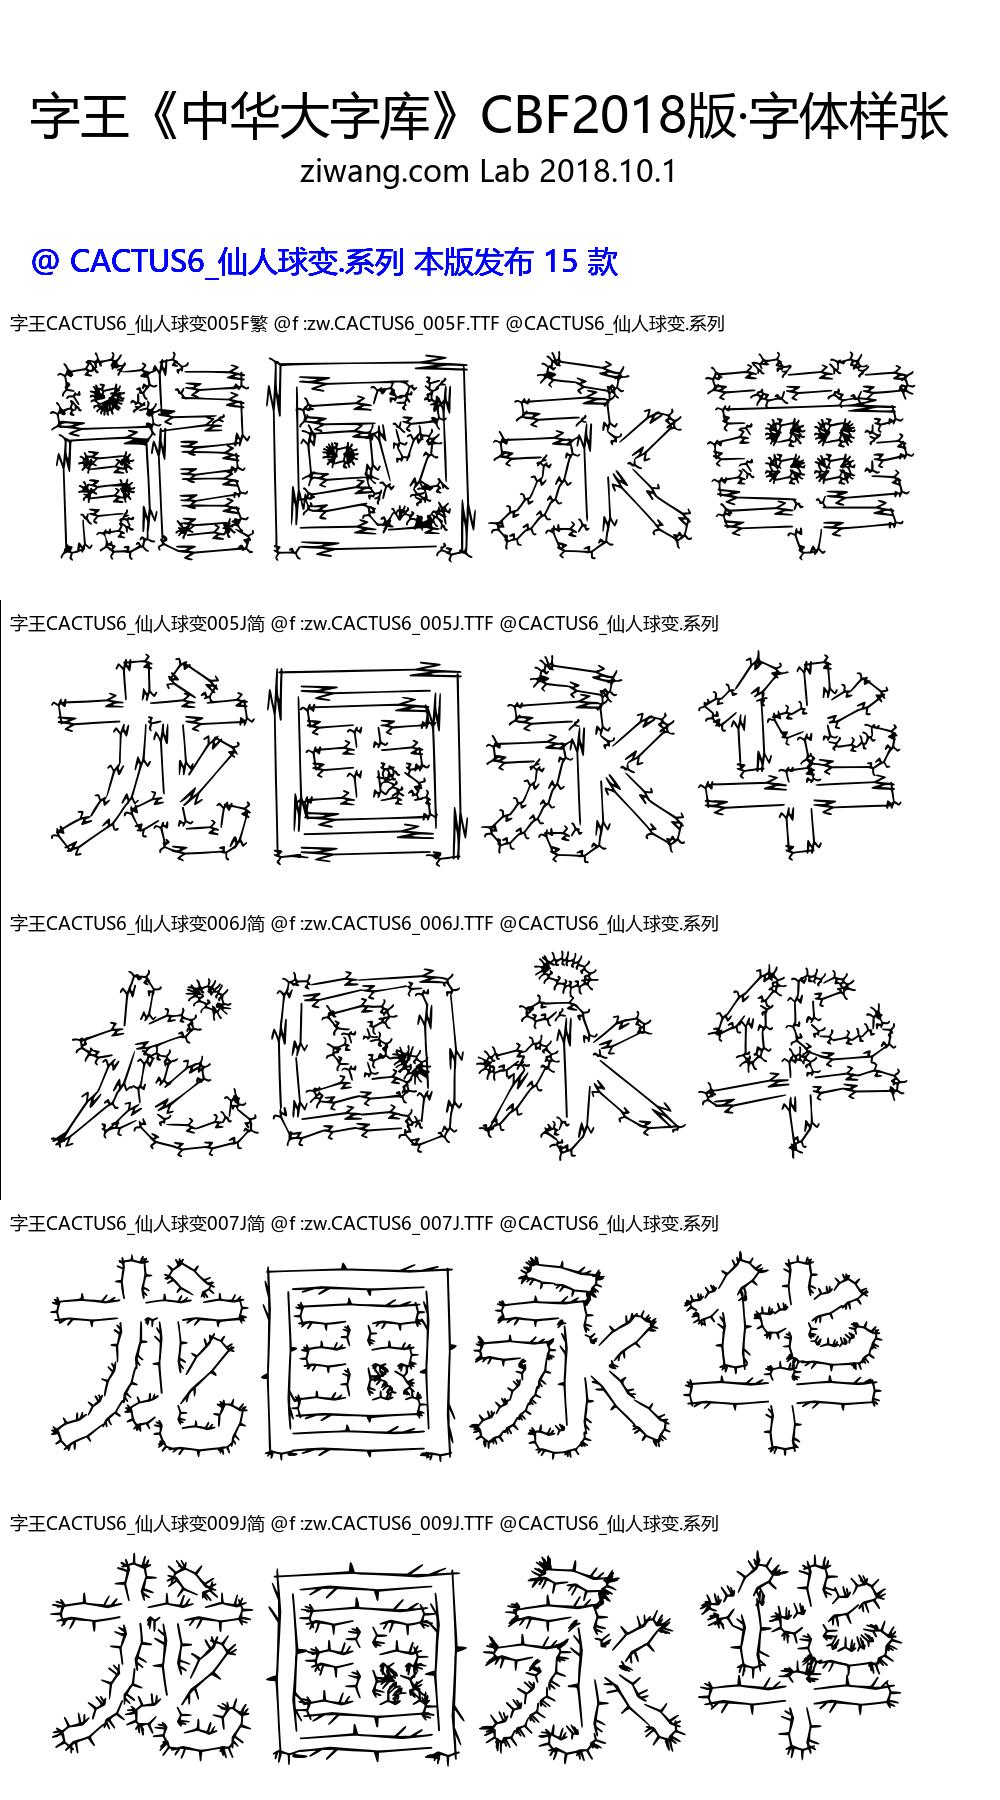 字王《中华大字库》CBF2018版·字体样张
ziwang.com Lab 2018.10.1
@ CACTUS6_仙人球变.系列 本版发布 15 款
字王CACTUS6_仙人球变005F繁 @f :zw.CACTUS6_005F.TTF @CACTUS6_仙人球变.系列
龍國永華
字王CACTUS6_仙人球变005J简 @f :zw.CACTUS6_005J.TTF @CACTUS6_仙人球变.系列
龙国永华
字王CACTUS6_仙人球变006J简 @f :zw.CACTUS6_006J.TTF @CACTUS6_仙人球变.系列
龙国永华
字王CACTUS6_仙人球变007J简 @f :zw.CACTUS6_007J.TTF @CACTUS6_仙人球变.系列
龙国永华
字王CACTUS6_仙人球变009J简 @f :zw.CACTUS6_009J.TTF @CACTUS6_仙人球变.系列
龙国永华